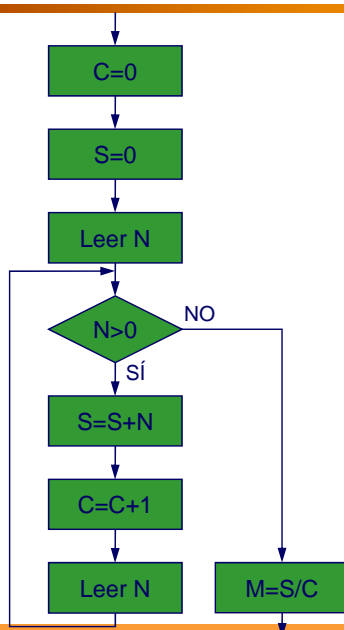 C=0
S=0
Leer N
N>0
NO
SÍ
S=S+N
C=C+1
Leer N
M=S/C